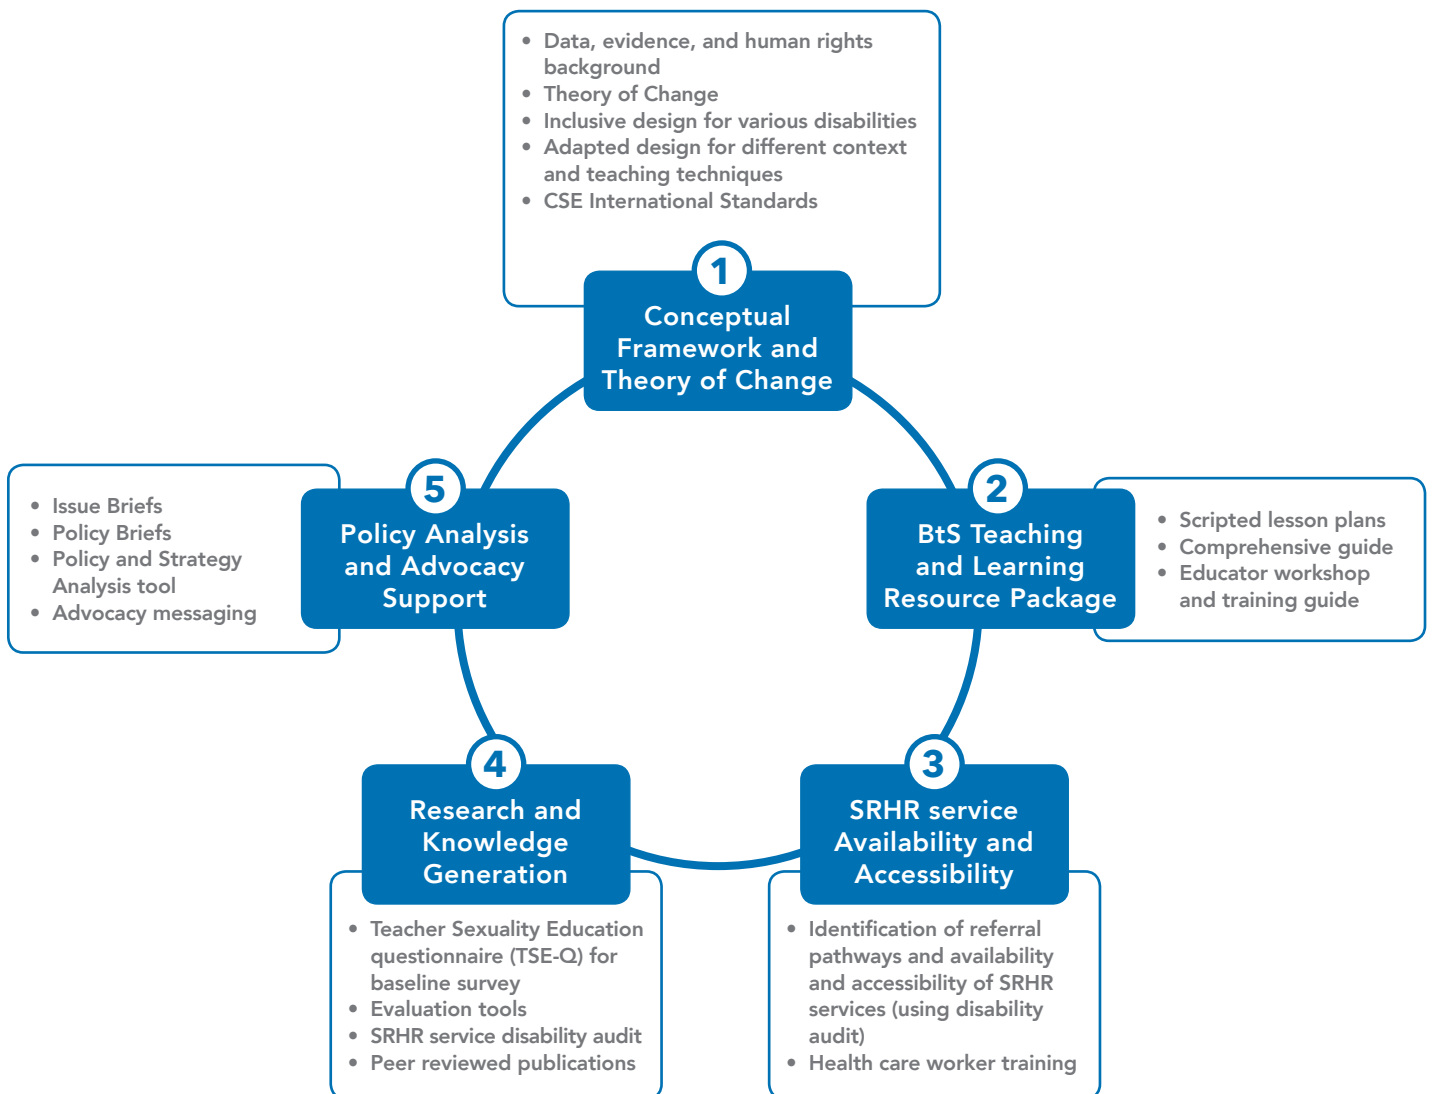 • Data, evidence, and human rights
background
• Theory of Change
• Inclusive design for various disabilities
• Adapted design for different context
and teaching techniques
• CSE International Standards
1
Conceptual
Framework and
Theory of Change
2
BtS Teaching
and Learning
Resource Package
• Scripted lesson plans
• Comprehensive guide
• Educator workshop
and training guide
3
SRHR service
Availability and
Accessibility
• Identification of referral
pathways and availability
and accessibility of SRHR
services (using disability
audit)
• Health care worker training
4
Research and
Knowledge
Generation
• Teacher Sexuality Education
questionnaire (TSE-Q) for
baseline survey
• Evaluation tools
• SRHR service disability audit
• Peer reviewed publications
5
Policy Analysis
and Advocacy
Support
• Issue Briefs
• Policy Briefs
• Policy and Strategy
Analysis tool
• Advocacy messaging